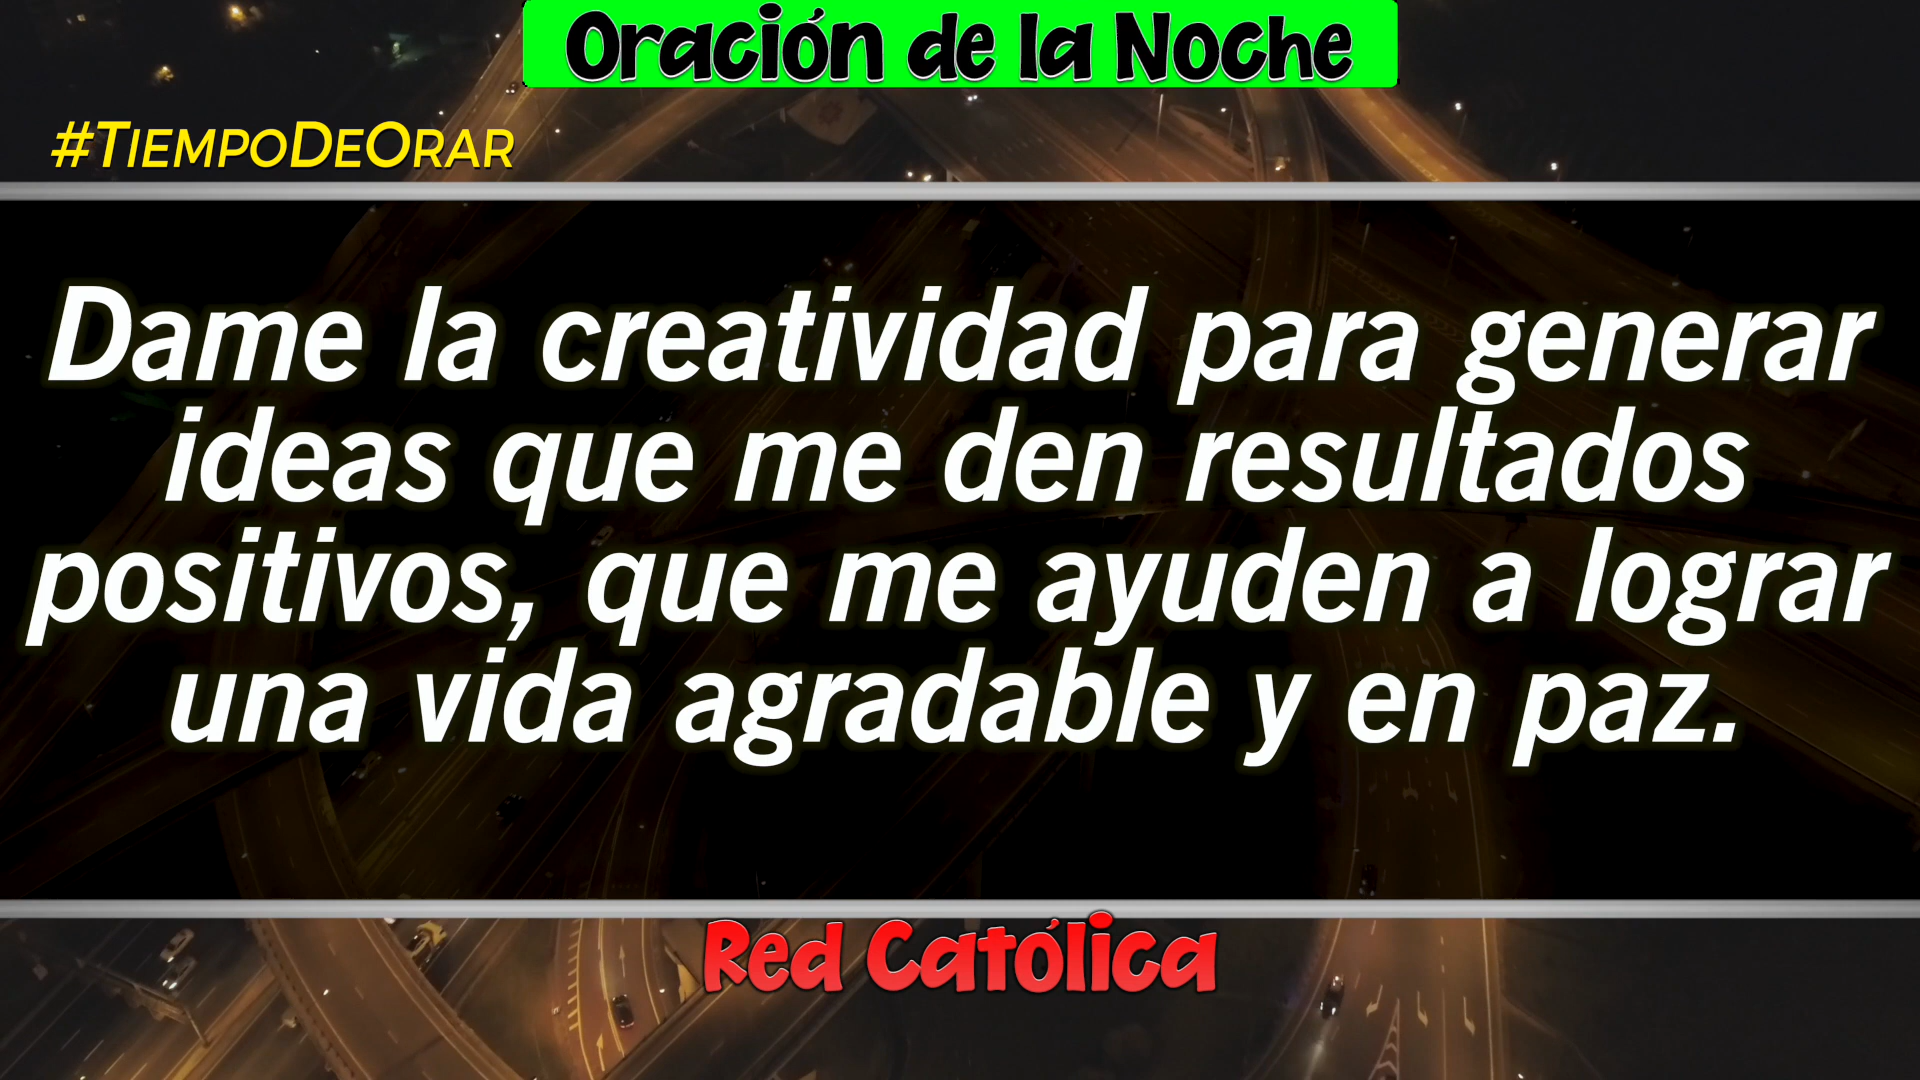 Oración de la Noche
#TiempoDeOrar
Dame la creatividad para generar
ideas que me den resultados
positivos, que me ayuden a lograr
una vida agradable y en paz.
Red Católica